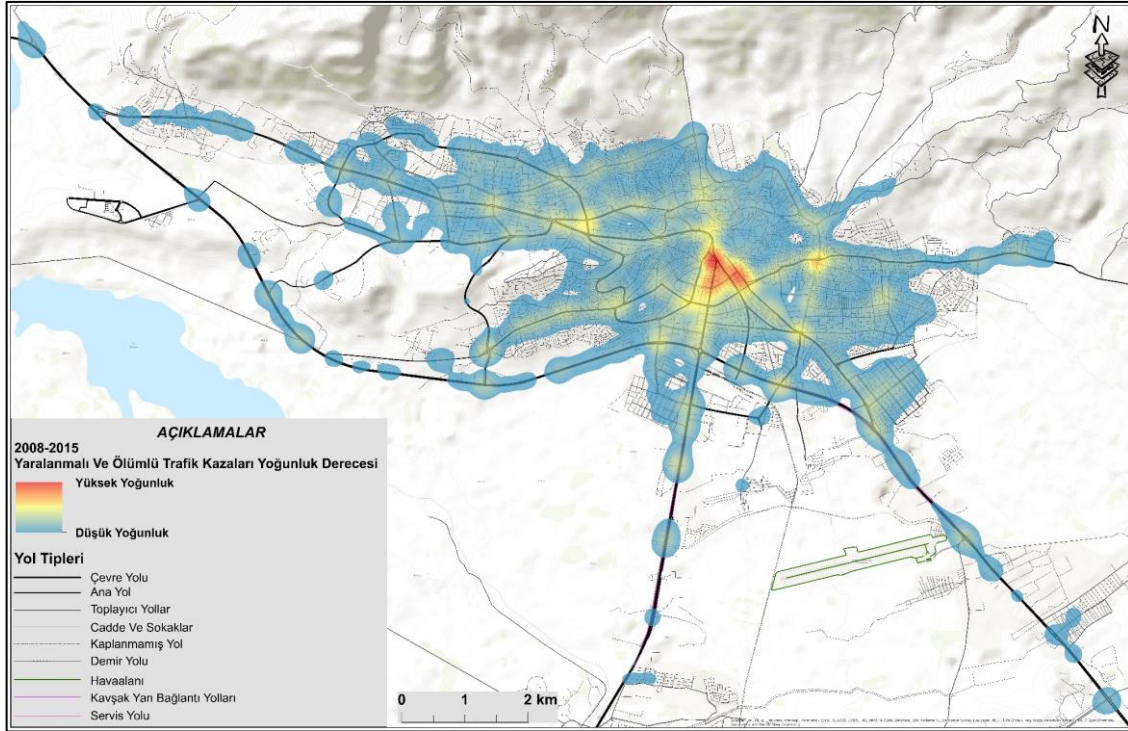 N
AÇIKLAMALAR
2008-2015
Yaralanmalı Ve Ölümlü Trafik Kazaları Yoğunluk Derecesi
Yüksek Yoğunluk
Düşük Yoğunluk
Yol Tipleri
Çevre Yolu
Ana Yol
Toplayıcı Yollar
Cadde Ve Sokaklar
Kaplanmamış Yol
Demir Yolu
Havaalanı
Kavşak Yan Bağlantı Yolları
Servis Yolu
0 1 2 km